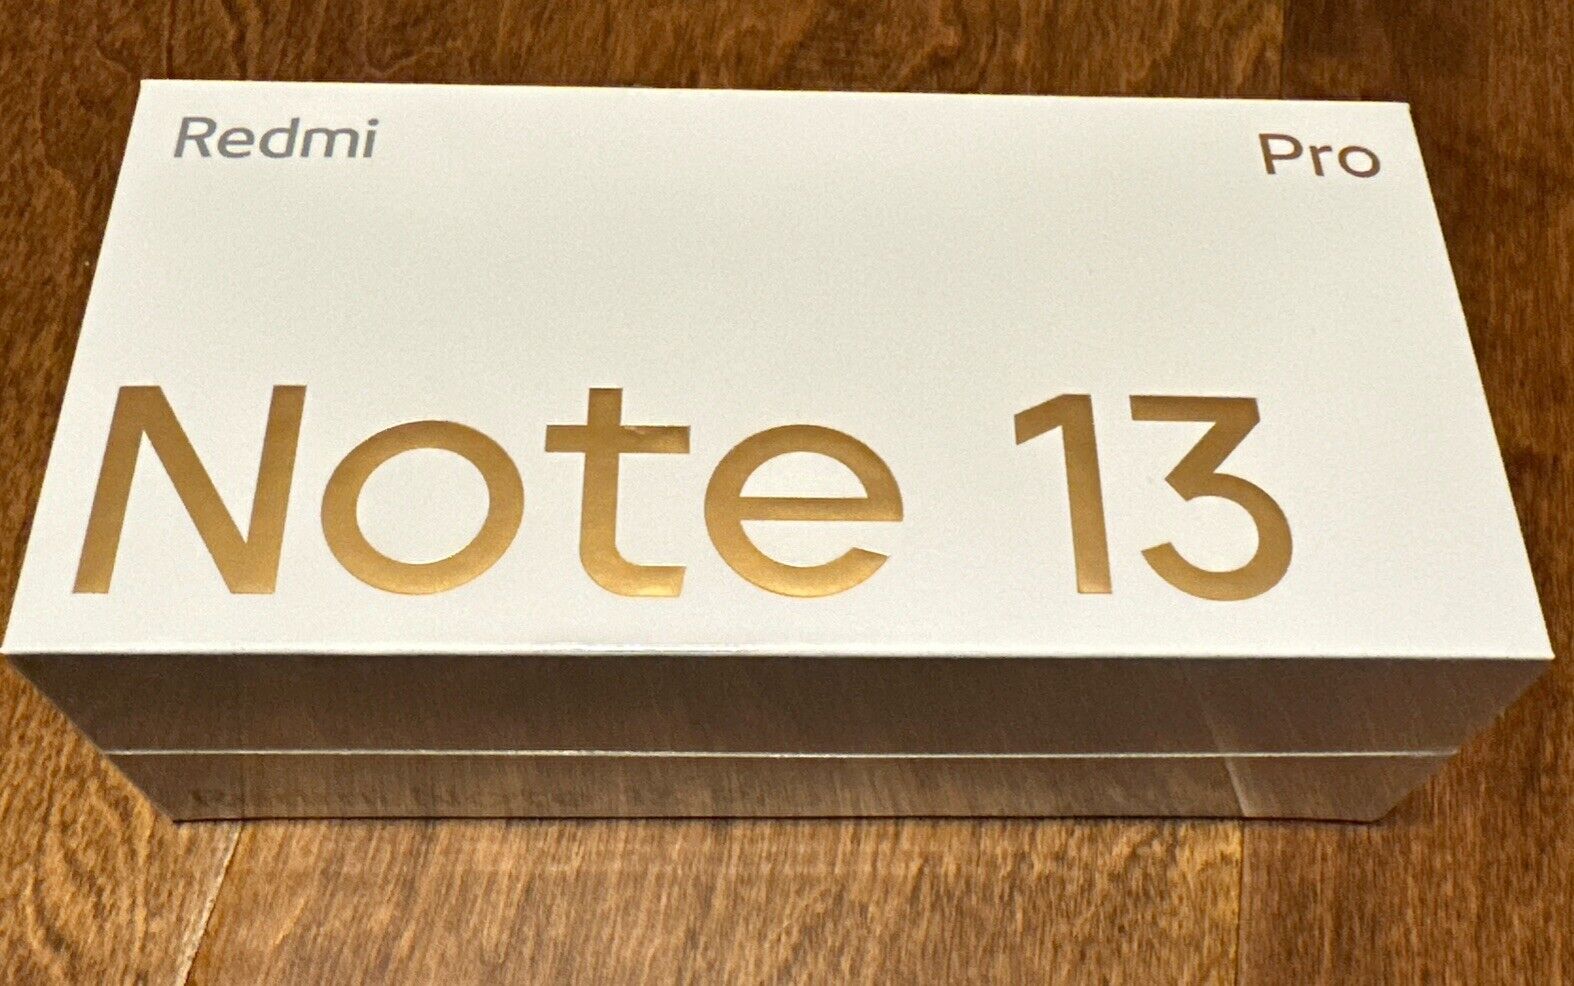 Redmi
Pro
Note 13